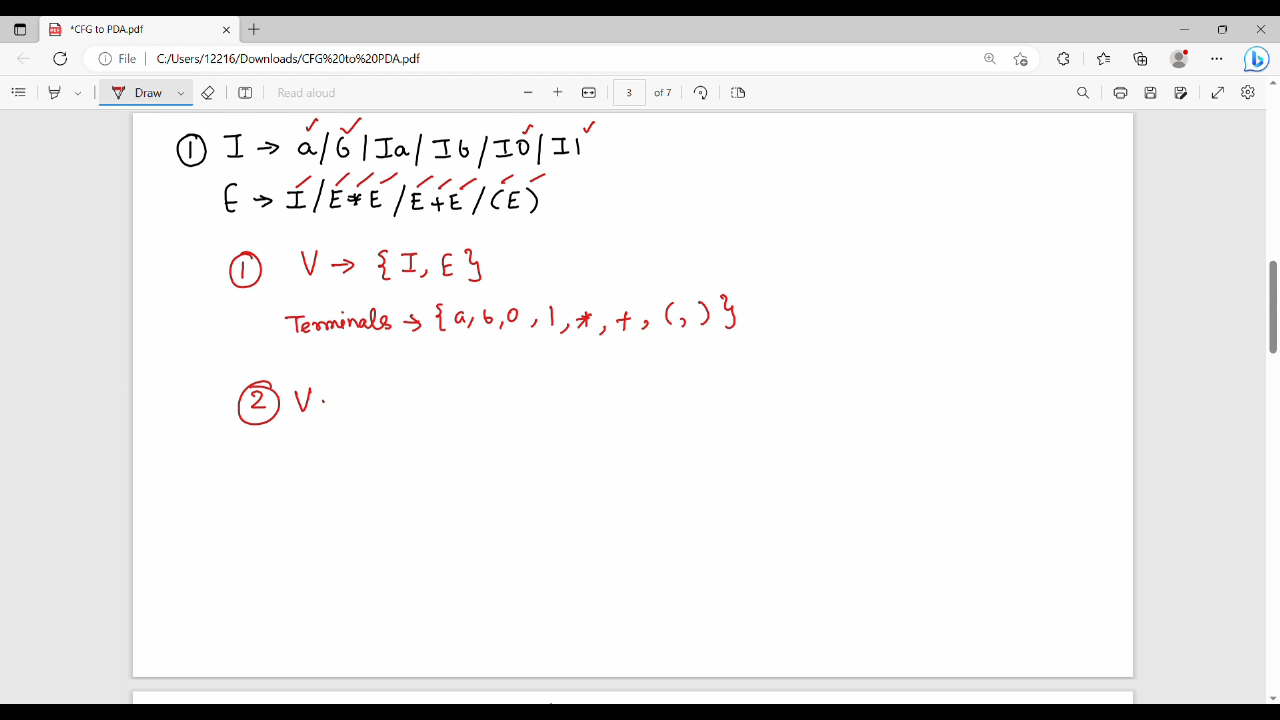 *CFG to PDA.pdf
File
C:/Users/12216/Downloads/CFG%20to%20PDA.pdf
Draw
Read aloud
3 of 7
① I → a/b/Ia/Ib/I0/I1
E → I/E*E/E+E/(E)
① V → {I, E}
Terminals → {a, b, 0, 1, *, +, (, )}
② V